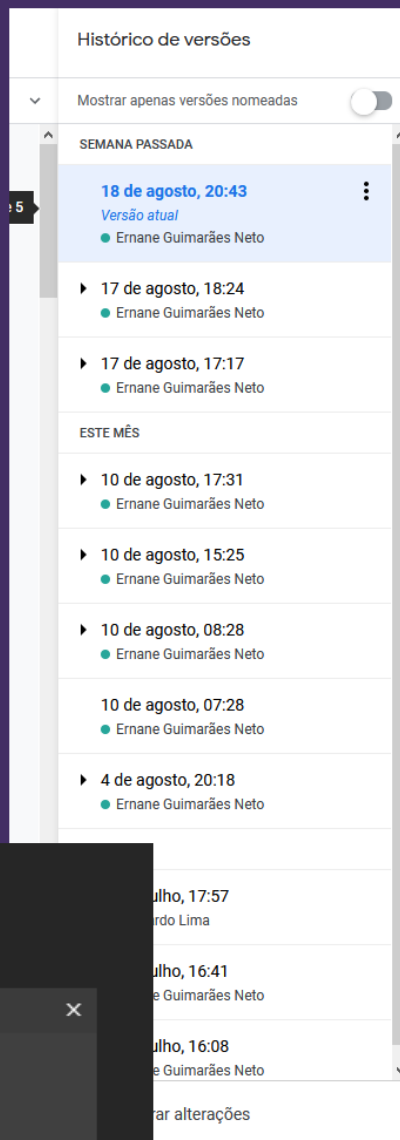 Histórico de versões
Mostrar apenas versões nomeadas
SEMANA PASSADA
5
18 de agosto, 20:43
Versão atual
Ernane Guimarães Neto
17 de agosto, 18:24
Ernane Guimarães Neto
17 de agosto, 17:17
Ernane Guimarães Neto
ESTE MÊS
10 de agosto, 17:31
Ernane Guimarães Neto
10 de agosto, 15:25
Ernane Guimarães Neto
10 de agosto, 08:28
Ernane Guimarães Neto
10 de agosto, 07:28
Ernane Guimarães Neto
4 de agosto, 20:18
Ernane Guimarães Neto
ulho, 17:57
rdo Lima
ulho, 16:41
e Guimarães Neto
ulho, 16:08
e Guimarães Neto
rar alterações